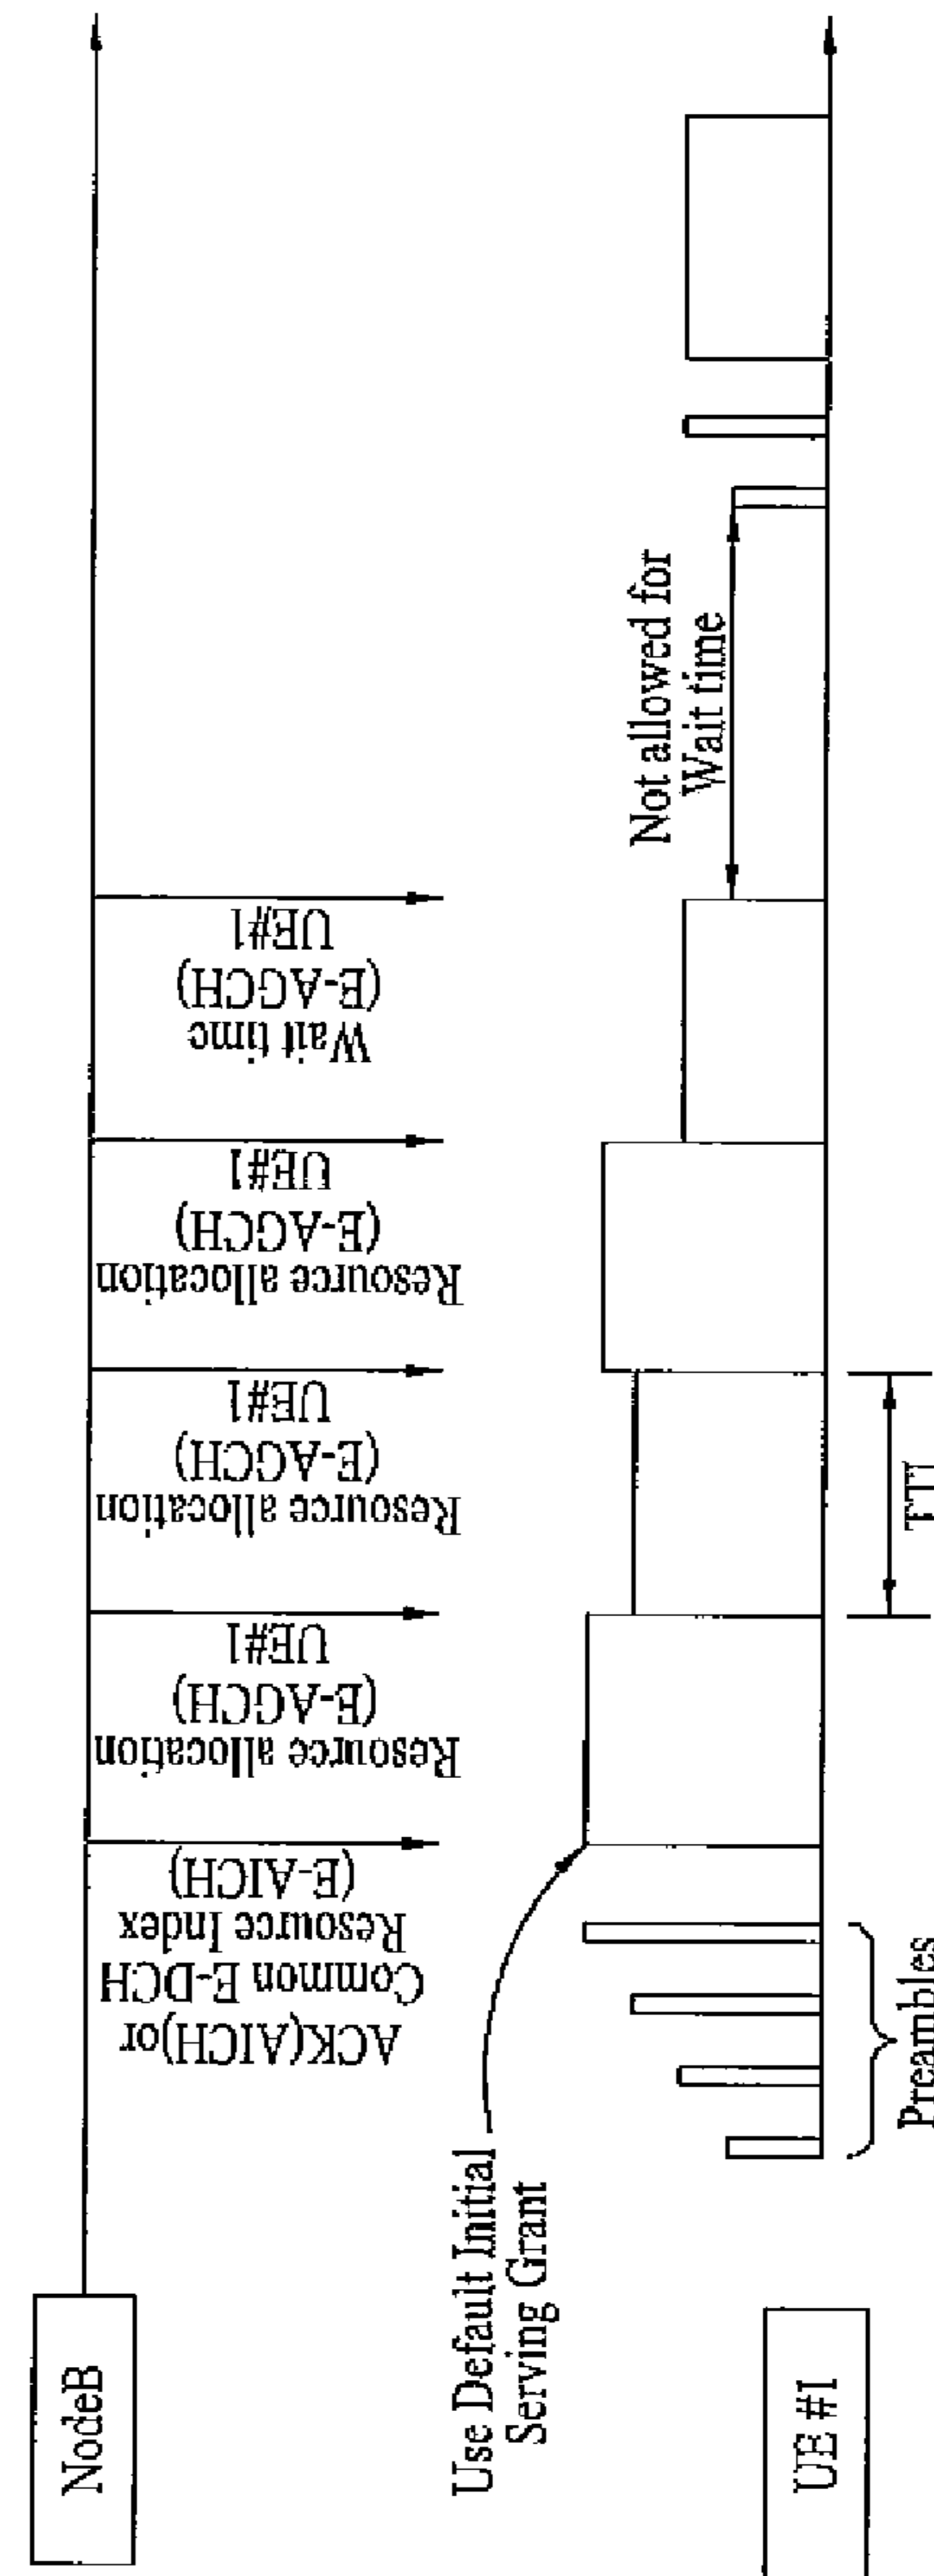 NodeB
ACK(AICH)or
Common E-DCH
Resource Index
(E-AICH)
Resource allocation
(E-AGCH)
UE#1
Resource allocation
(E-AGCH)
UE#1
Resource allocation
(E-AGCH)
UE#1
Wait time
(E-AGCH)
UE#1
Use Default Initial
Serving Grant
Not allowed for
Wait time
UE #1
Preambles
TTI